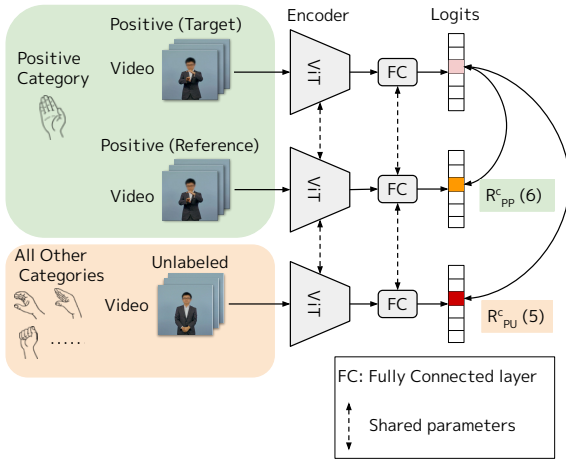 Positive (Target)
Encoder
Logits
Positive
Category
Video
ViT
FC
Positive (Reference)
Video
ViT
FC
R^c_PP (6)
All Other
Categories
Unlabeled
Video
ViT
FC
R^c_PU (5)
.....
FC: Fully Connected layer
Shared parameters